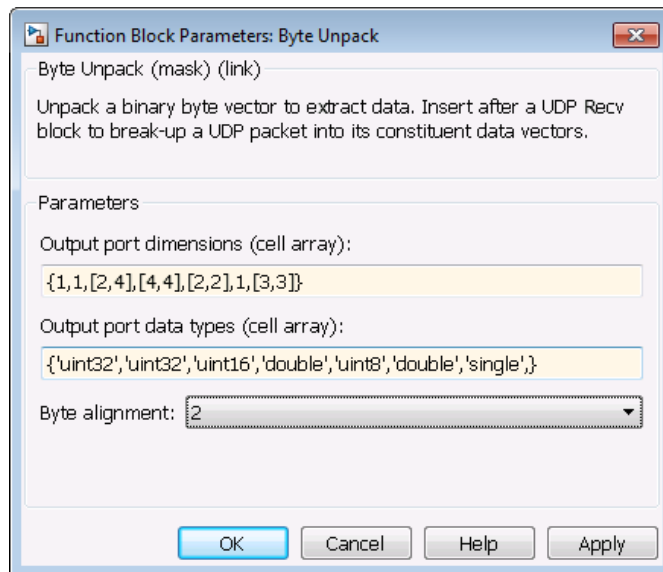 Function Block Parameters: Byte Unpack
Byte Unpack (mask) (link)
Unpack a binary byte vector to extract data. Insert after a UDP Recv
block to break-up a UDP packet into its constituent data vectors.
Parameters
Output port dimensions (cell array):
{1,1,[2,4],[4,4],[2,2],1,[3,3]}
Output port data types (cell array):
{'uint32','uint32','uint16','double','uint8','double','single',}
Byte alignment: 2
OK Cancel Help Apply